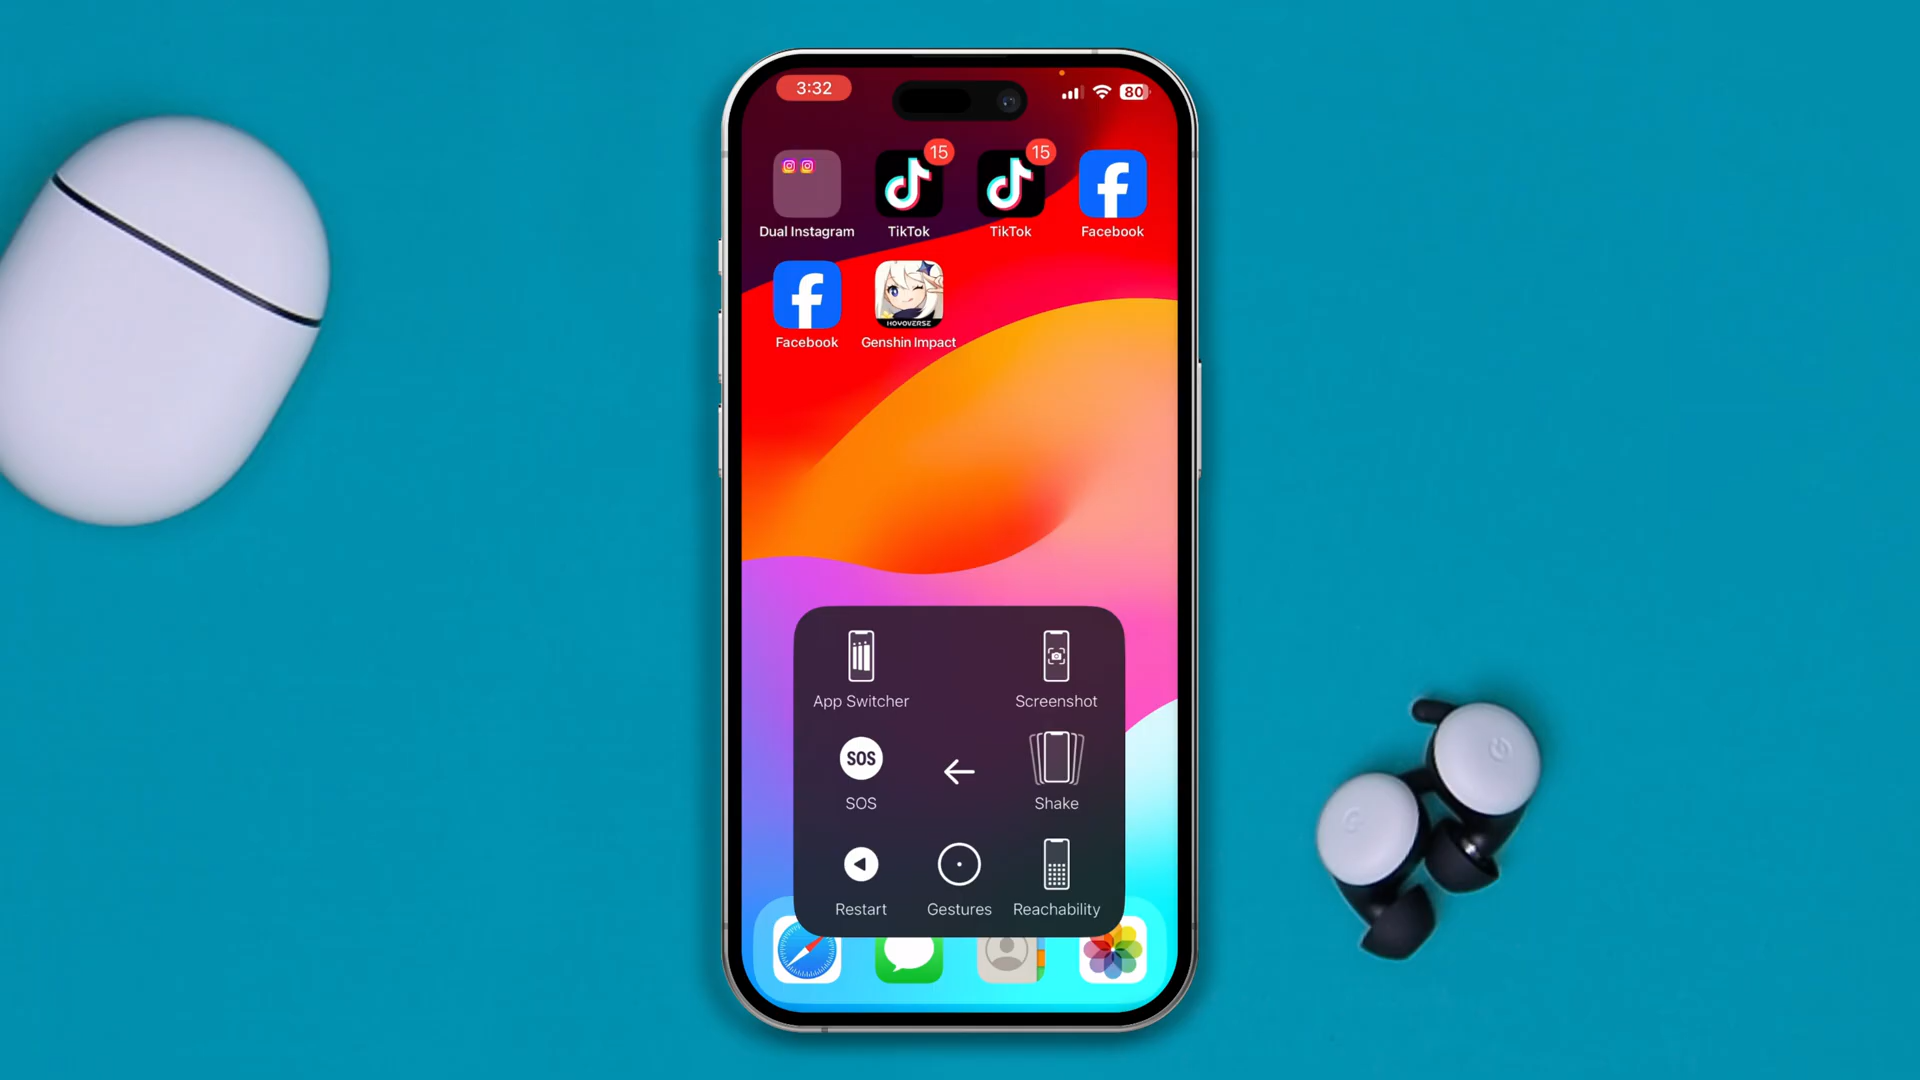 3:32
80
15
15
Dual Instagram
TikTok
TikTok
Facebook
HOYOVERSE
Facebook
Genshin Impact
App Switcher
Screenshot
SOS
SOS
Shake
Restart
Gestures
Reachability